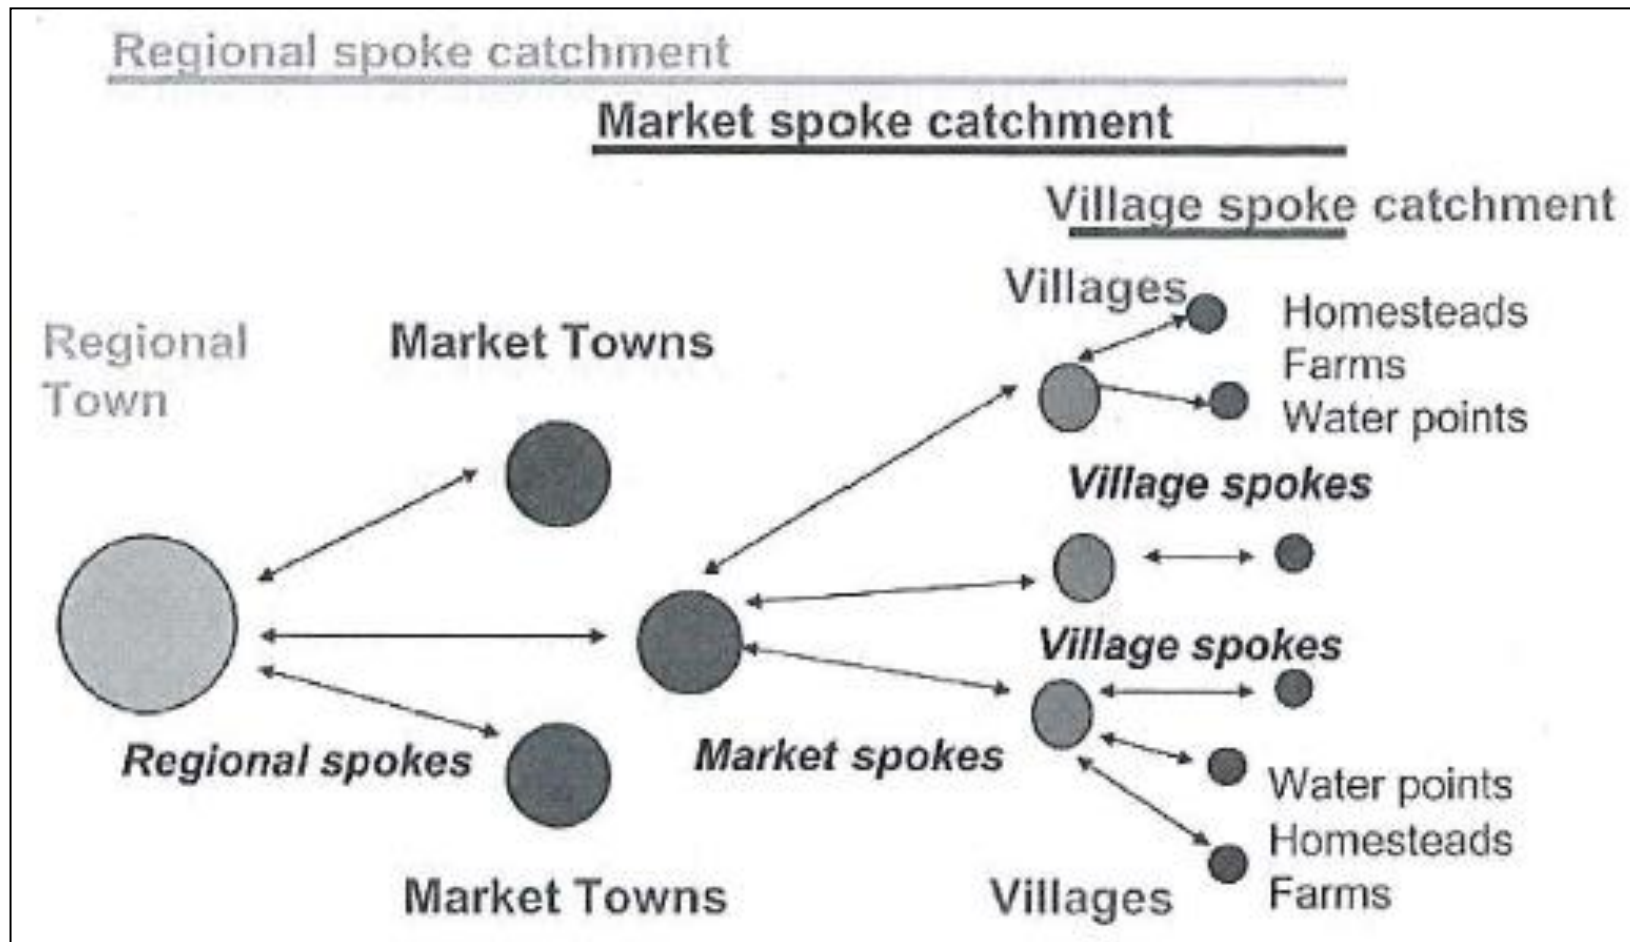 Regional spoke catchment
Market spoke catchment
Village spoke catchment
Villages
Homesteads
Farms
Water points
Regional
Town
Market Towns
Village spokes
Village spokes
Regional spokes
Market spokes
Water points
Homesteads
Farms
Market Towns
Villages